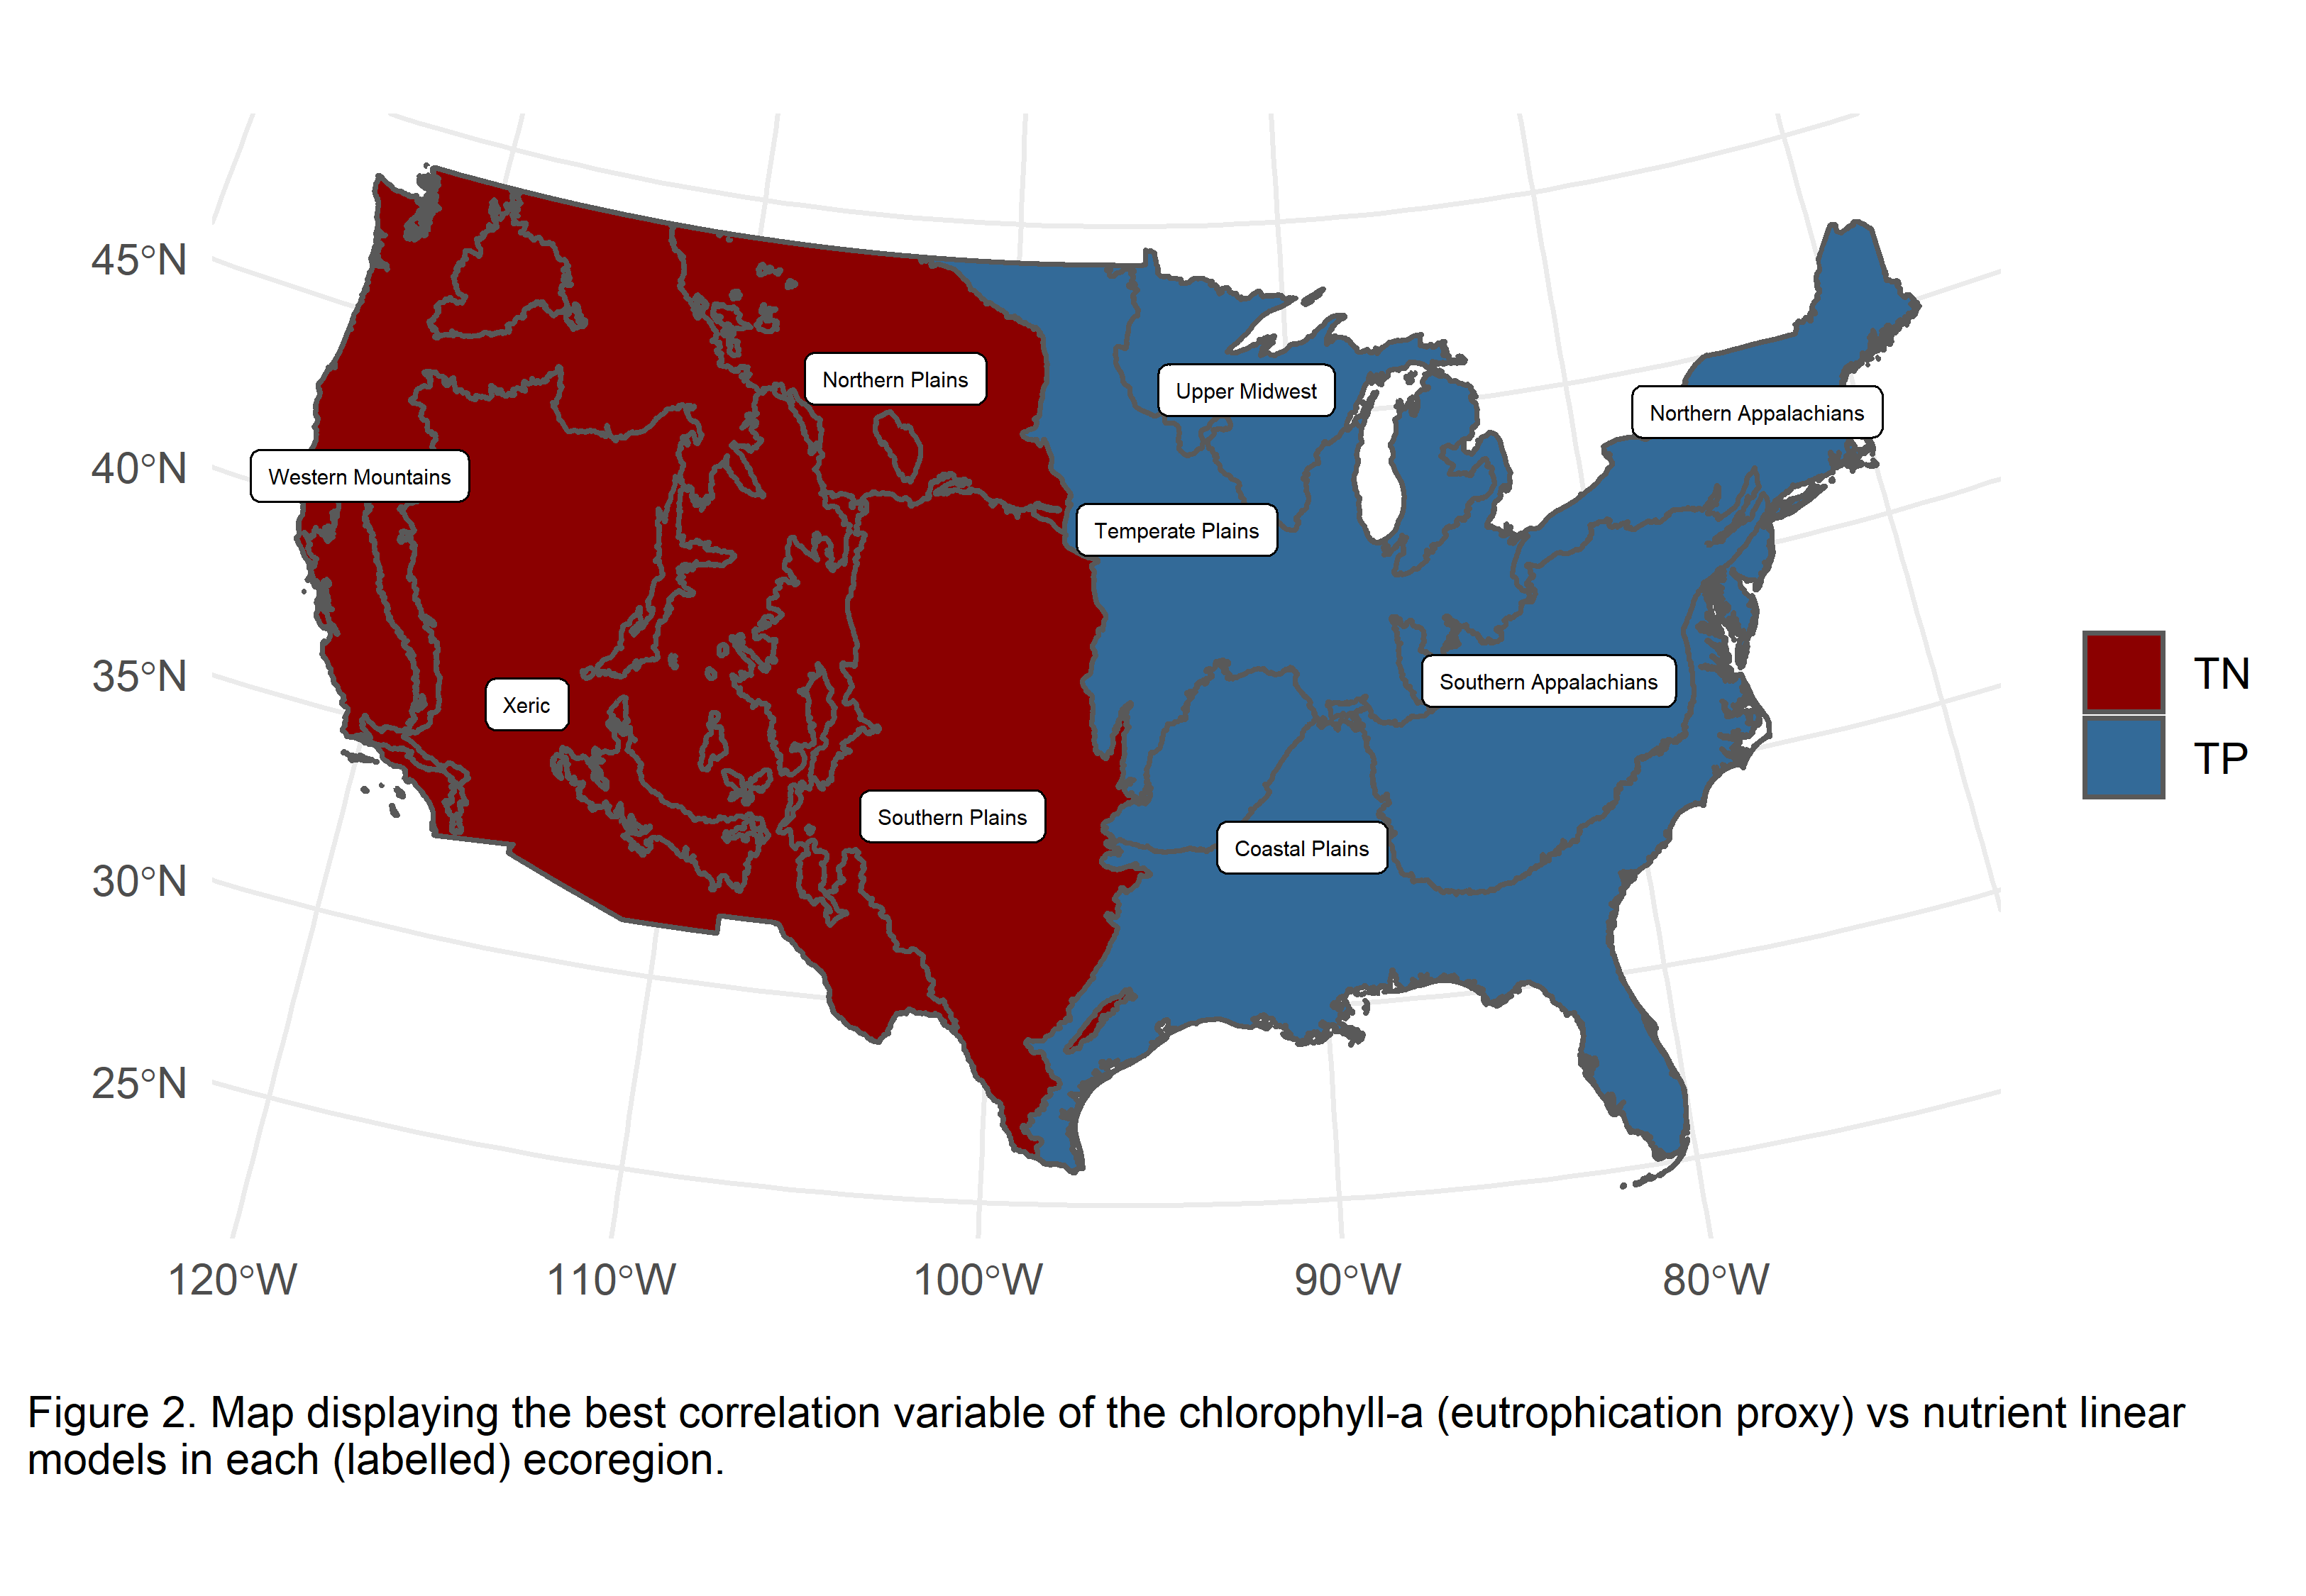 45°N
40°N
35°N
30°N
25°N
120°W
110°W
100°W
90°W
80°W
Northern Plains
Upper Midwest
Northern Appalachians
Western Mountains
Temperate Plains
Southern Appalachians
Xeric
Southern Plains
Coastal Plains
TN
TP
Figure 2. Map displaying the best correlation variable of the chlorophyll-a (eutrophication proxy) vs nutrient linear
models in each (labelled) ecoregion.